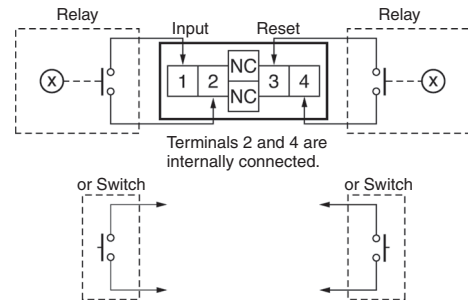 Relay
Input
Reset
Relay
X
1
2
NC
NC
3
4
X
Terminals 2 and 4 are
internally connected.
or Switch
or Switch